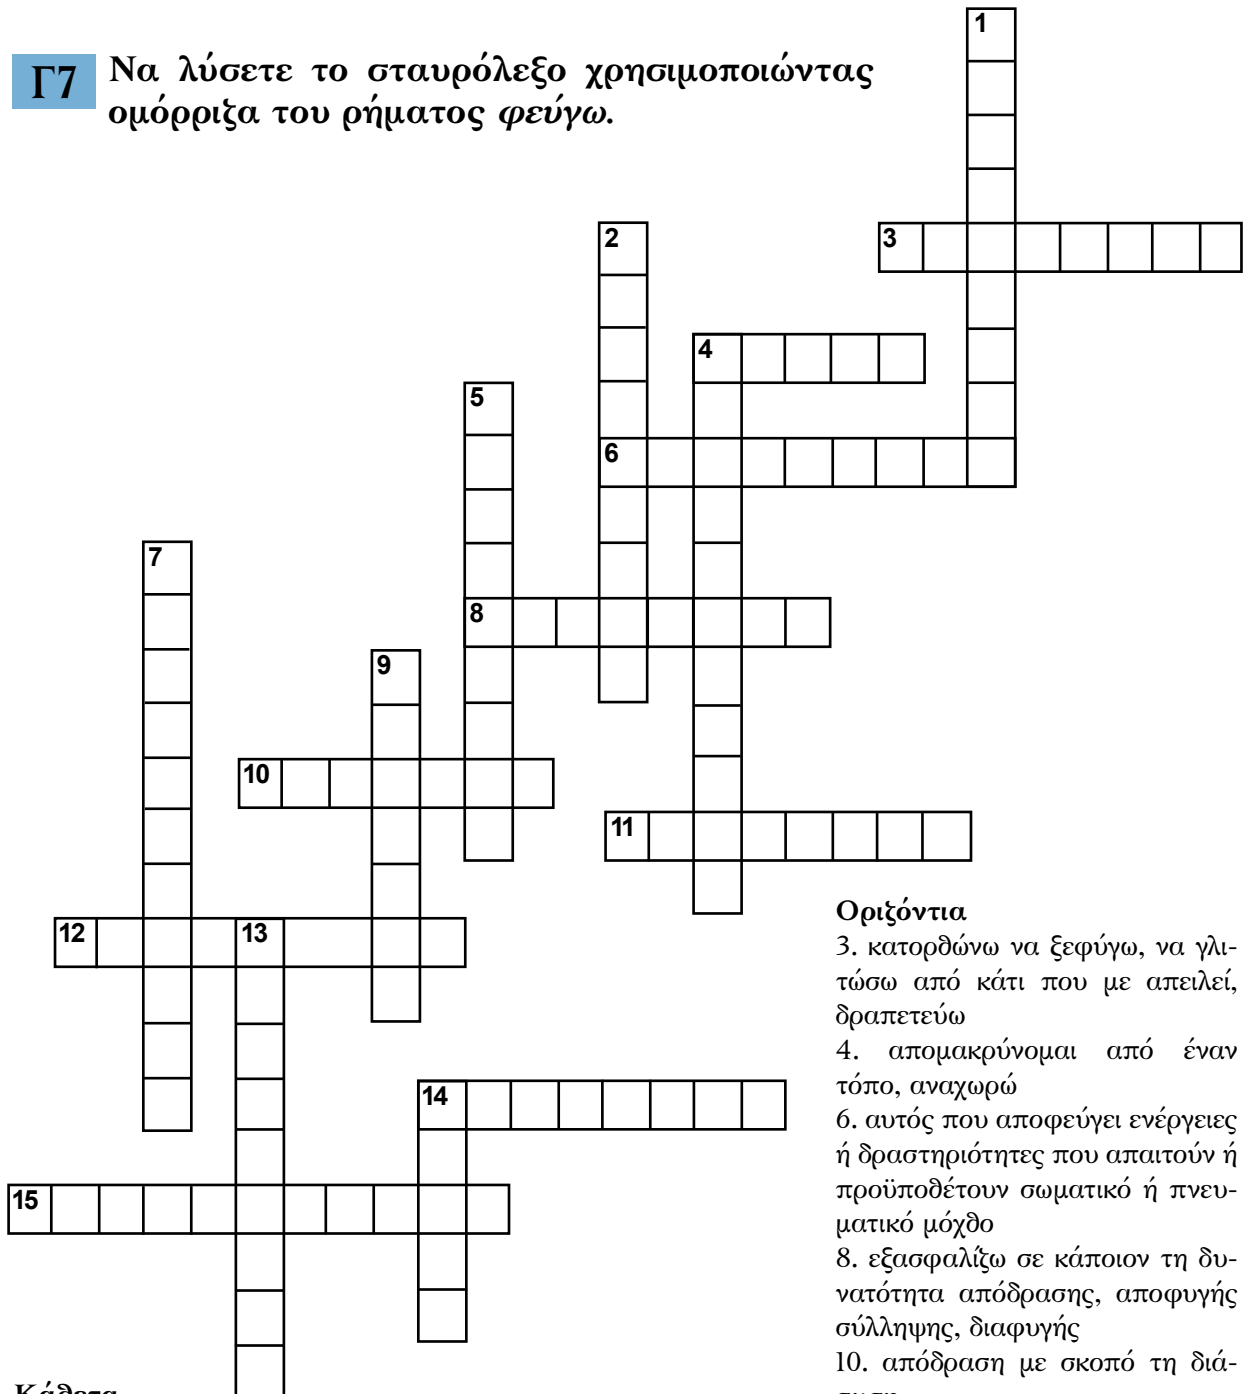 Γ7
Να λύσετε το σταυρόλεξο χρησιμοποιώντας
ομόρριζα του ρήματος φεύγω.
1
2
3
4
5
6
7
8
9
10
11
12
13
14
15
Οριζόντια
3. κατορθώνω να ξεφύγω, να γλι-
τώσω από κάτι που με απειλεί,
δραπετεύω
4. απομακρύνομαι από έναν
τόπο, αναχωρώ
6. αυτός που αποφεύγει ενέργειες
ή δραστηριότητες που απαιτούν ή
προϋποθέτουν σωματικό ή πνευ-
ματικό μόχθο
8. εξασφαλίζω σε κάποιον τη δυ-
νατότητα απόδρασης, αποφυγής
σύλληψης, διαφυγής
10. απόδραση με σκοπό τη διά-
Κάθετα